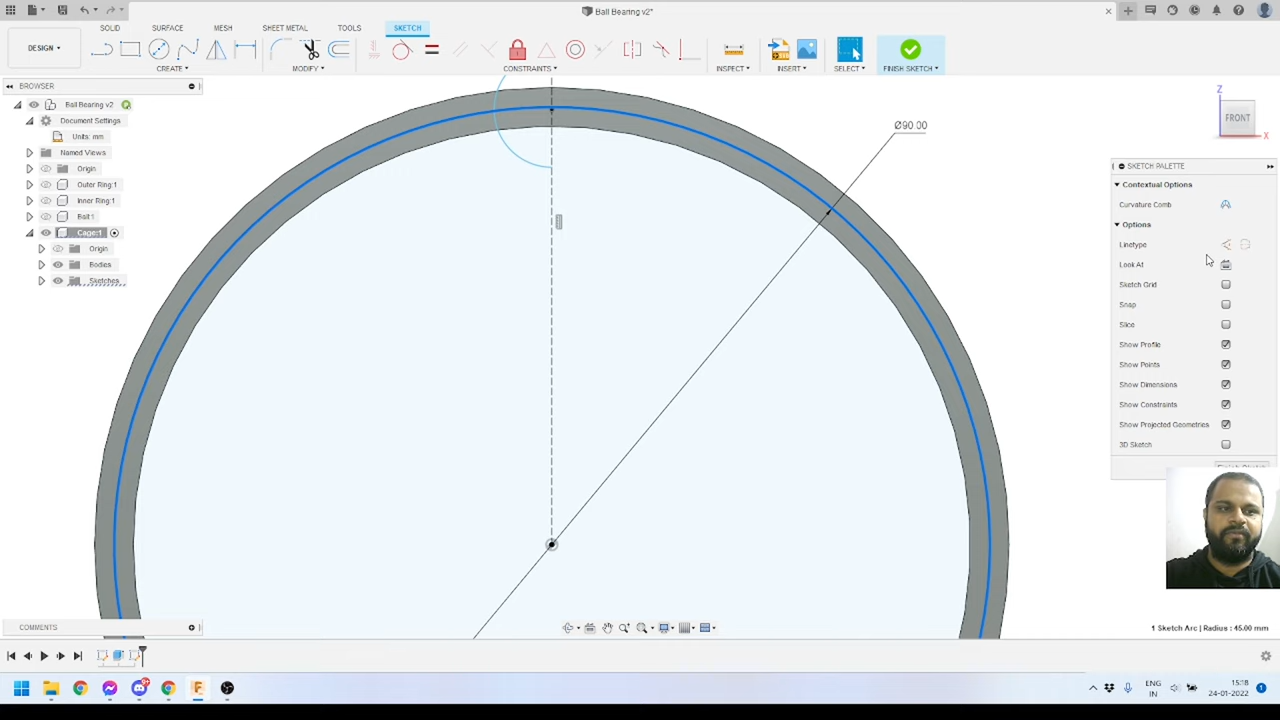 Ball Bearing v2*
SOLID SURFACE MESH SHEET METAL TOOLS SKETCH
DESIGN
CREATE MODIFY CONSTRAINTS INSPECT INSERT SELECT FINISH SKETCH
BROWSER
Ball Bearing v2
Document Settings
Units: mm
Named Views
Origin
Outer Ring:1
Inner Ring:1
Ball:1
Cage:1
Origin
Bodies
Sketches
Ø90.00
Z
FRONT
X
SKETCH PALETTE
Contextual Options
Curvature Comb
Options
Linetype
Look At
Sketch Grid
Snap
Slice
Show Profile
Show Points
Show Dimensions
Show Constraints
Show Projected Geometries
3D Sketch
COMMENTS
1 Sketch Arc | Radius : 45.00 mm
9+
ENG
IN
15:18
24-01-2022
1